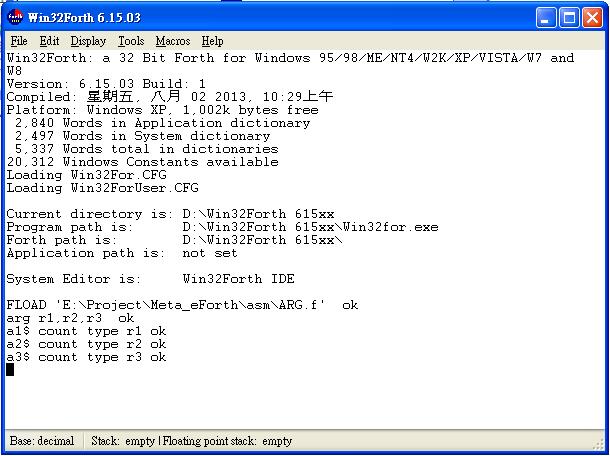 Win32Forth 6.15.03
File Edit Display Tools Macros Help
Win32Forth: a 32 Bit Forth for Windows 95/98/ME/NT4/W2K/XP/VISTA/W7 and
W8
Version: 6.15.03 Build: 1
Compiled: 星期五, 八月 02 2013, 10:29上午
Platform: Windows XP, 1,002k bytes free
2,840 Words in Application dictionary
2,497 Words in System dictionary
5,337 Words total in dictionaries
20,312 Windows Constants available
Loading Win32For.CFG
Loading Win32ForUser.CFG
Current directory is: D:\Win32Forth 615xx
Program path is: D:\Win32Forth 615xx\Win32for.exe
Forth path is: D:\Win32Forth 615xx\
Application path is: not set
System Editor is: Win32Forth IDE
FLOAD 'E:\Project\Meta_eForth\asm\ARG.f' ok
arg r1,r2,r3 ok
a1$ count type r1 ok
a2$ count type r2 ok
a3$ count type r3 ok
Base: decimal Stack: empty | Floating point stack: empty